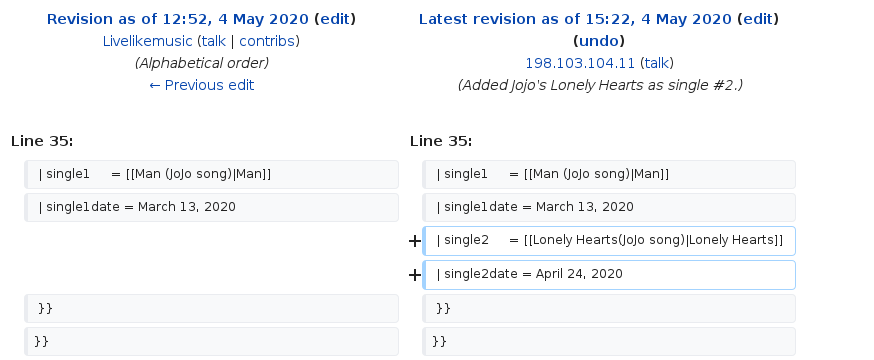 Revision as of 12:52, 4 May 2020 (edit)
Livelikemusic (talk | contribs)
(Alphabetical order)
← Previous edit
Latest revision as of 15:22, 4 May 2020 (edit)
(undo)
198.103.104.11 (talk)
(Added Jojo's Lonely Hearts as single #2.)
Line 35:
Line 35:
| single1 = [[Man (JoJo song)|Man]]
| single1 = [[Man (JoJo song)|Man]]
| single1date = March 13, 2020
| single1date = March 13, 2020
+ | single2 = [[Lonely Hearts(JoJo song)|Lonely Hearts]]
+ | single2date = April 24, 2020
}}
}}
}}
}}